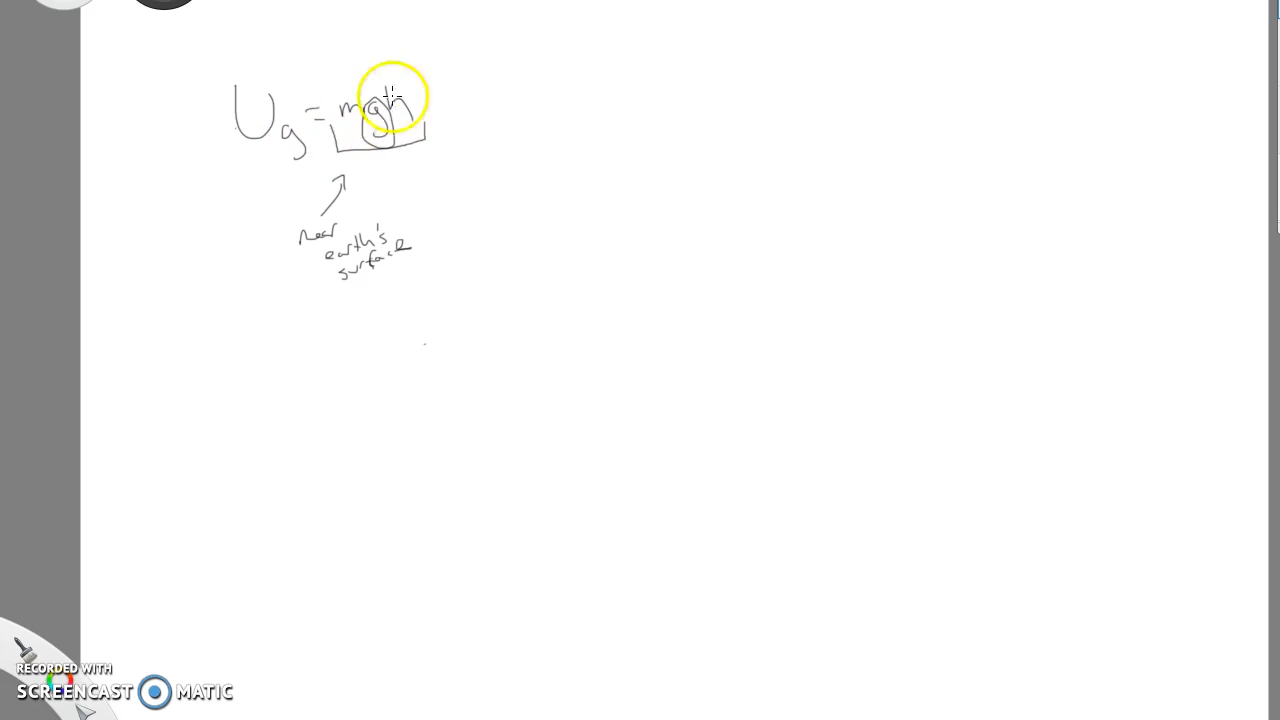 Ug = mgh
near
earth's
surface
RECORDED WITH
SCREENCAST MATIC